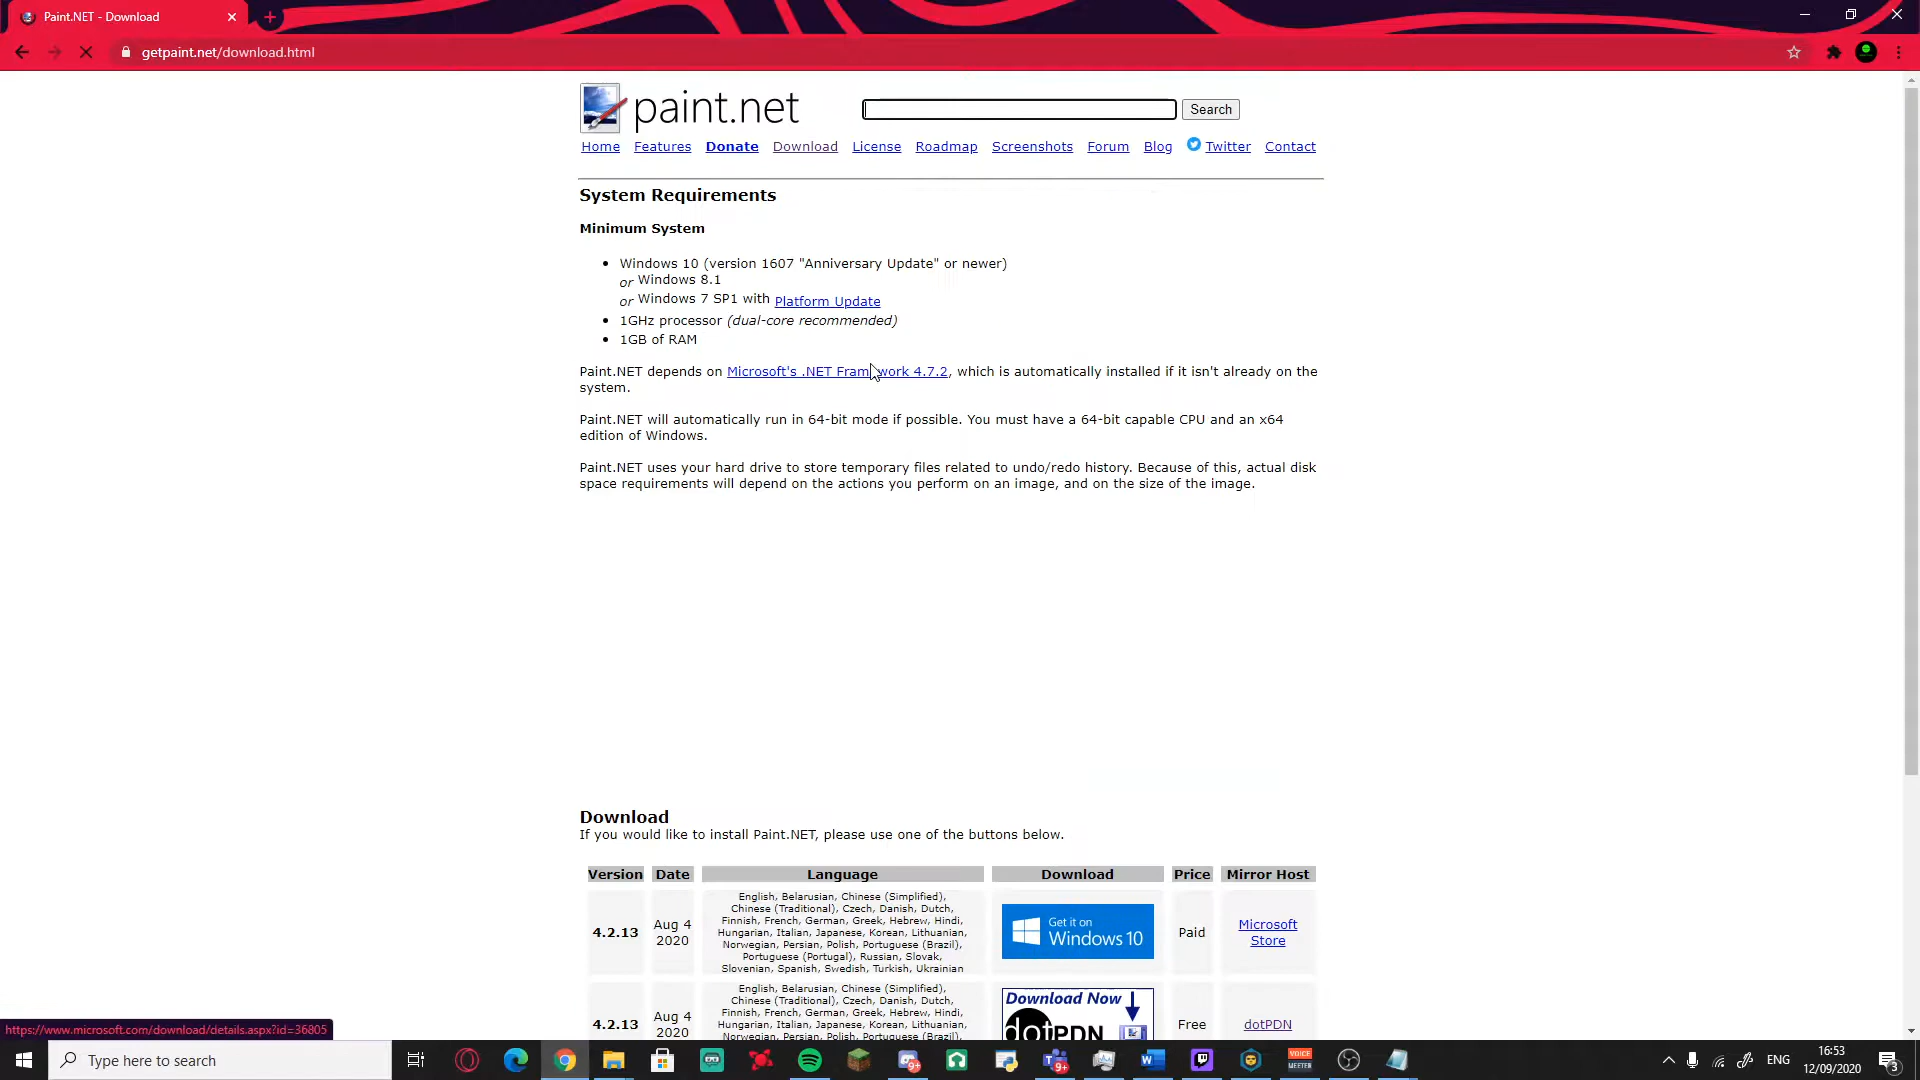 Paint.NET - Download
getpaint.net/download.html
paint.net
Search
Home Features Donate Download License Roadmap Screenshots Forum Blog Twitter Contact
System Requirements
Minimum System
Windows 10 (version 1607 "Anniversary Update" or newer)
or Windows 8.1
or Windows 7 SP1 with Platform Update
1GHz processor (dual-core recommended)
1GB of RAM
Paint.NET depends on Microsoft's .NET Framework 4.7.2, which is automatically installed if it isn't already on the
system.
Paint.NET will automatically run in 64-bit mode if possible. You must have a 64-bit capable CPU and an x64
edition of Windows.
Paint.NET uses your hard drive to store temporary files related to undo/redo history. Because of this, actual disk
space requirements will depend on the actions you perform on an image, and on the size of the image.
Download
If you would like to install Paint.NET, please use one of the buttons below.
Version Date Language Download Price Mirror Host
4.2.13
Aug 4
2020
English, Belarusian, Chinese (Simplified),
Chinese (Traditional), Czech, Danish, Dutch,
Finnish, French, German, Greek, Hebrew, Hindi,
Hungarian, Italian, Japanese, Korean, Lithuanian,
Norwegian, Persian, Polish, Portuguese (Brazil),
Portuguese (Portugal), Russian, Slovak,
Slovenian, Spanish, Swedish, Turkish, Ukrainian
Get it on
Windows 10
Paid
Microsoft
Store
4.2.13
Aug 4
2020
English, Belarusian, Chinese (Simplified),
Chinese (Traditional), Czech, Danish, Dutch,
Finnish, French, German, Greek, Hebrew, Hindi,
Hungarian, Italian, Japanese, Korean, Lithuanian,
Norwegian, Persian, Polish, Portuguese (Brazil),
Download Now
dotPDN
Free
dotPDN
https://www.microsoft.com/download/details.aspx?id=36805
Type here to search
9+
9+
VOICE
MEETER
ENG
16:53
12/09/2020
3